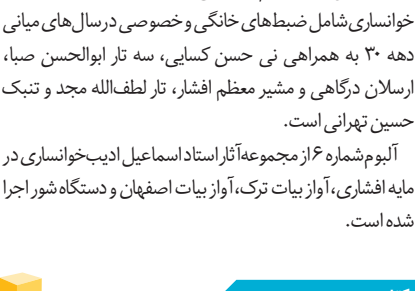 خوانساری شامل ضبط‌های خانگی و خصوصی در سال‌های میانی
دهه ۳۰ به همراهی نی حسن کسایی، سه تار ابوالحسن صبا،
ارسلان درگاهی و مشیر معظم افشار، تار لطف‌الله مجد و تنبک
حسین تهرانی است.
آلبوم شماره ۶ از مجموعه آثار استاد اسماعیل ادیب خوانساری در
مایه افشاری، آواز بیات ترک، آواز بیات اصفهان و دستگاه شور اجرا
شده است.